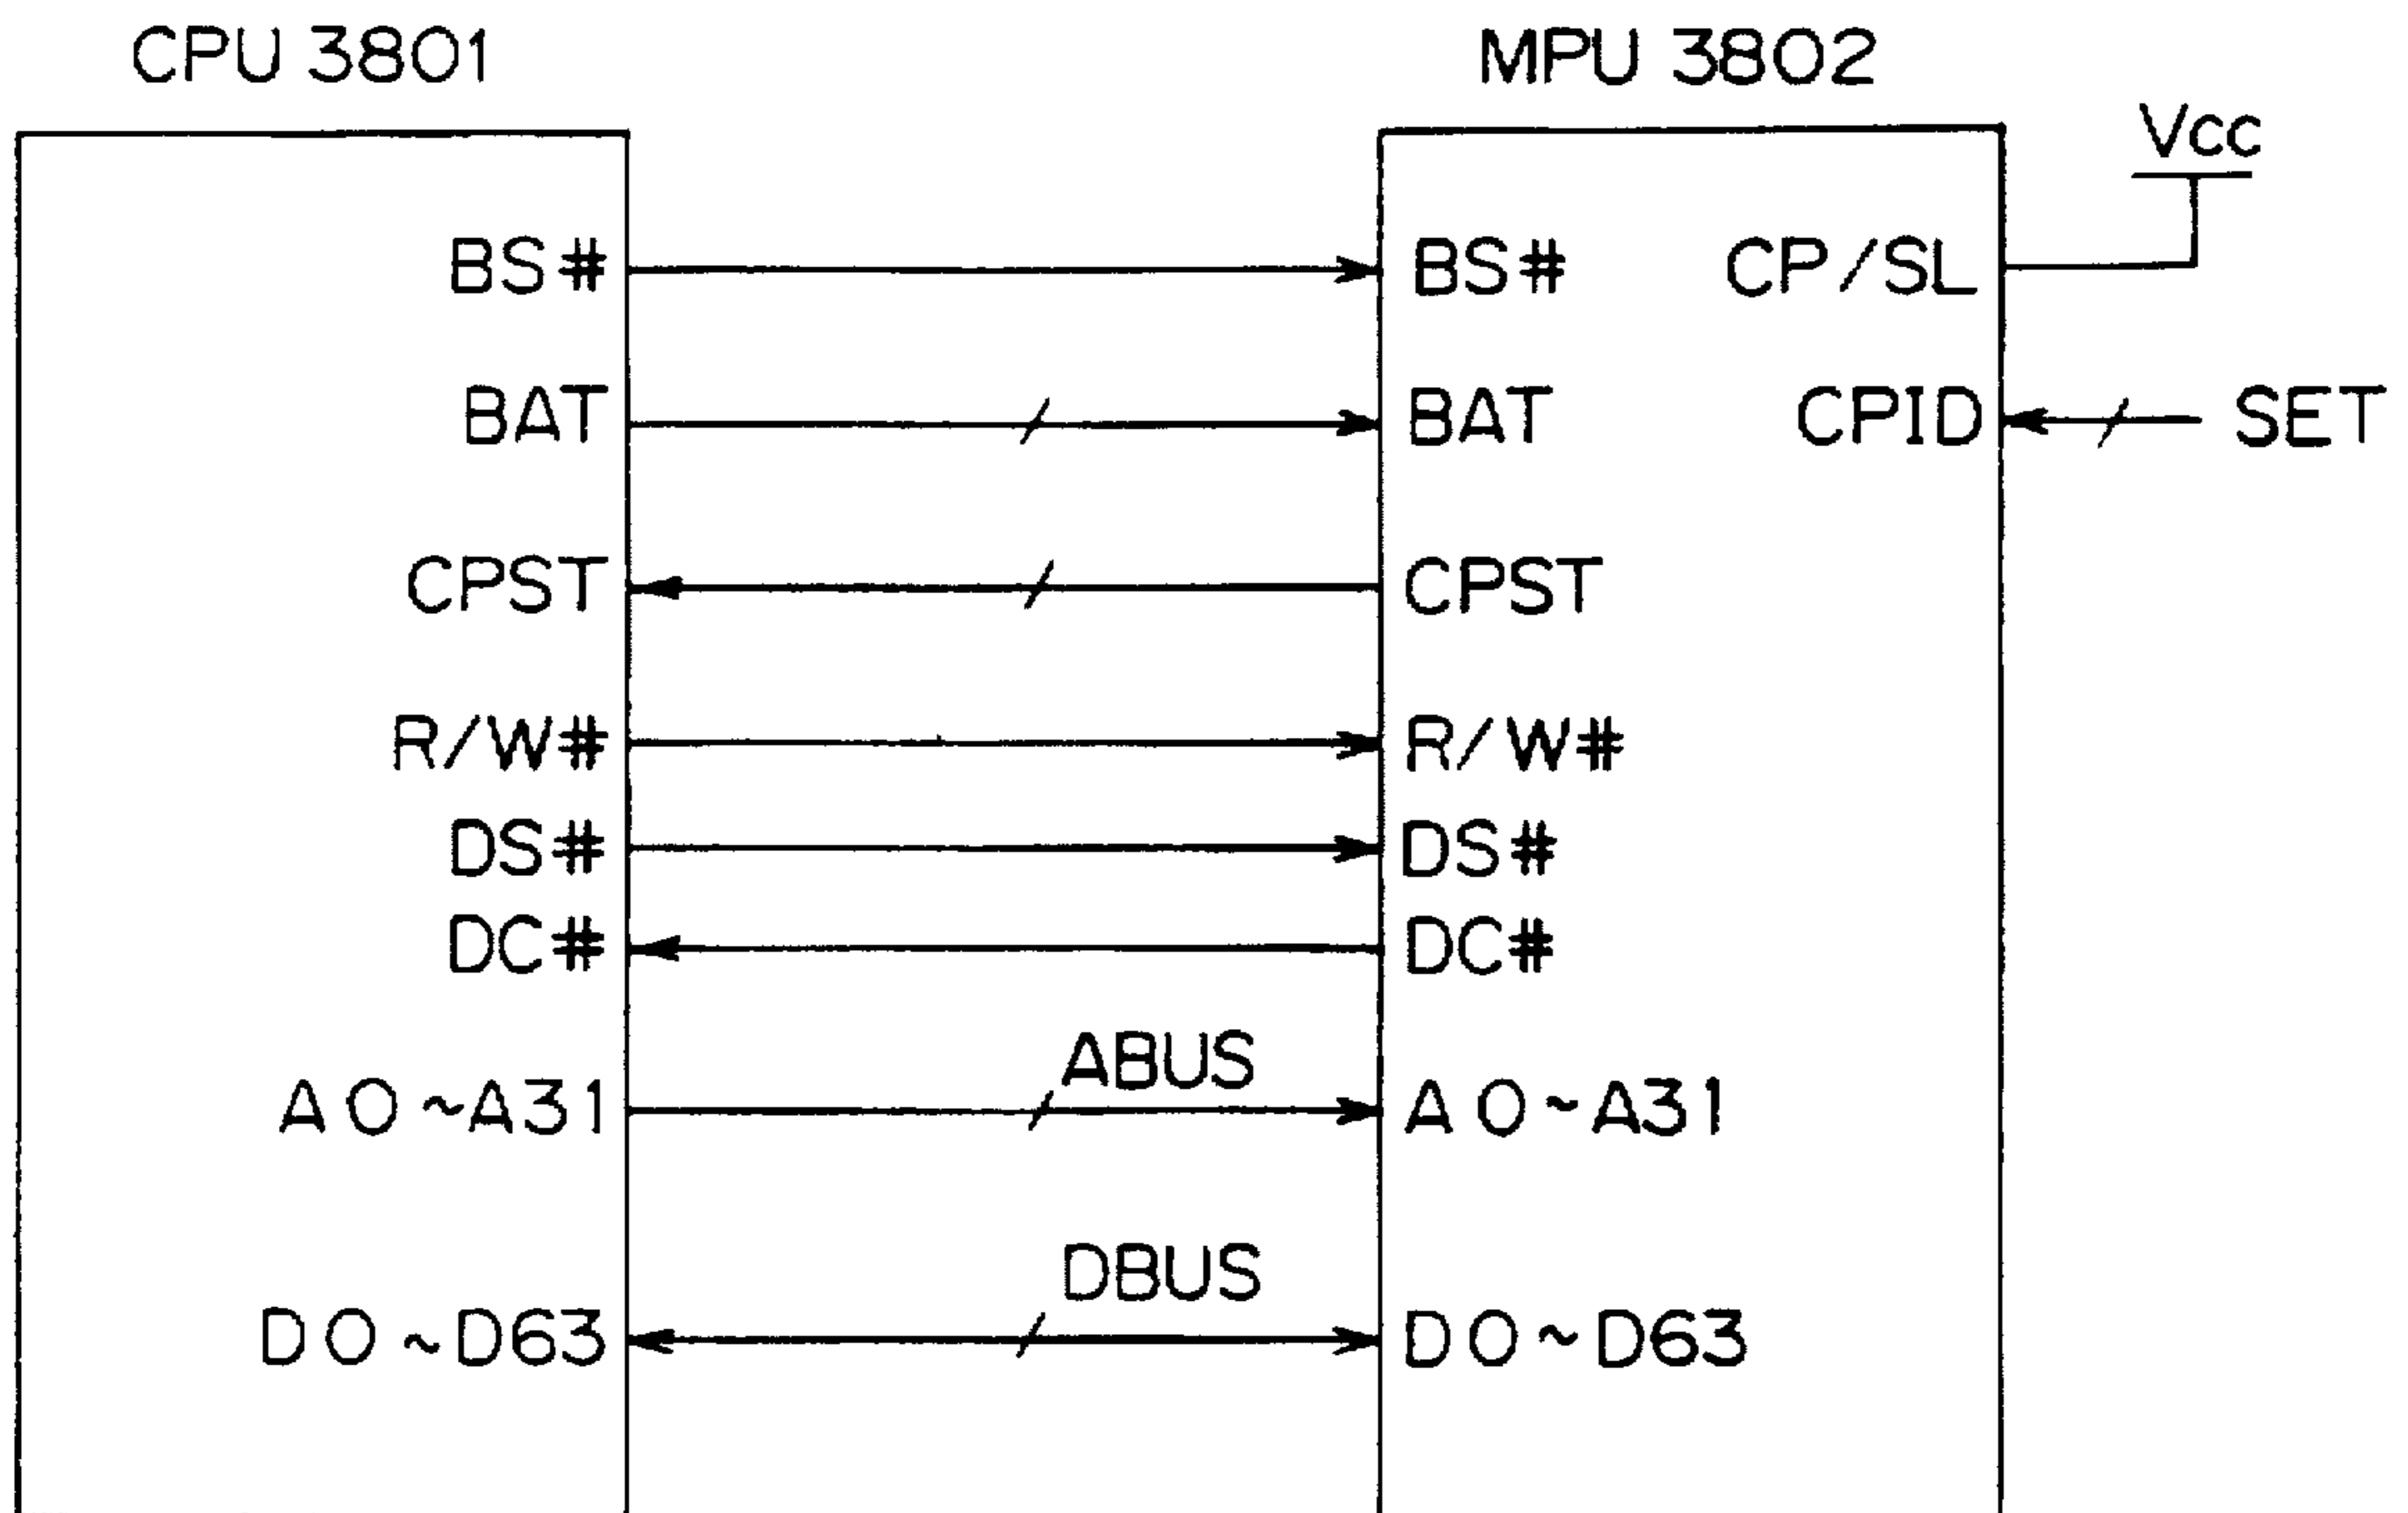 CPU 3801
MPU 3802
Vcc
BS# BS# CP/SL
BAT BAT CPID SET
CPST CPST
R/W# R/W#
DS# DS#
DC# DC#
ABUS
A0~A31 A0~A31
DBUS
D0~D63 D0~D63